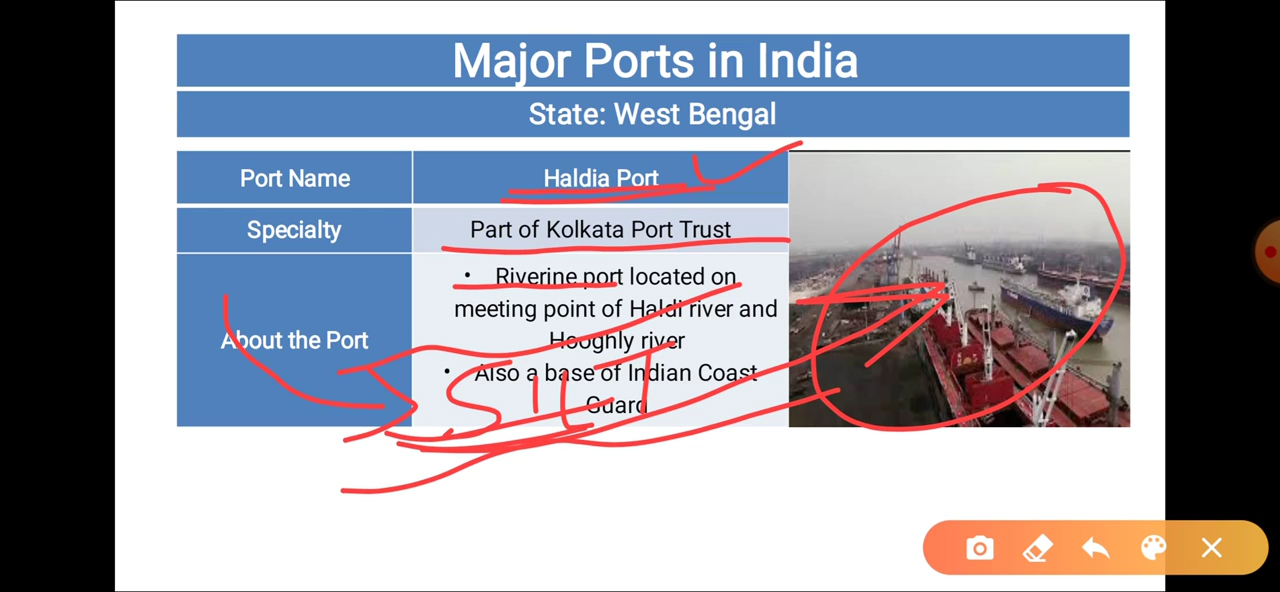 Major Ports in India
State: West Bengal
Port Name
Haldia Port
Specialty
Part of Kolkata Port Trust
About the Port
• Riverine port located on
meeting point of Haldi river and
Hooghly river
• Also a base of Indian Coast
Guard